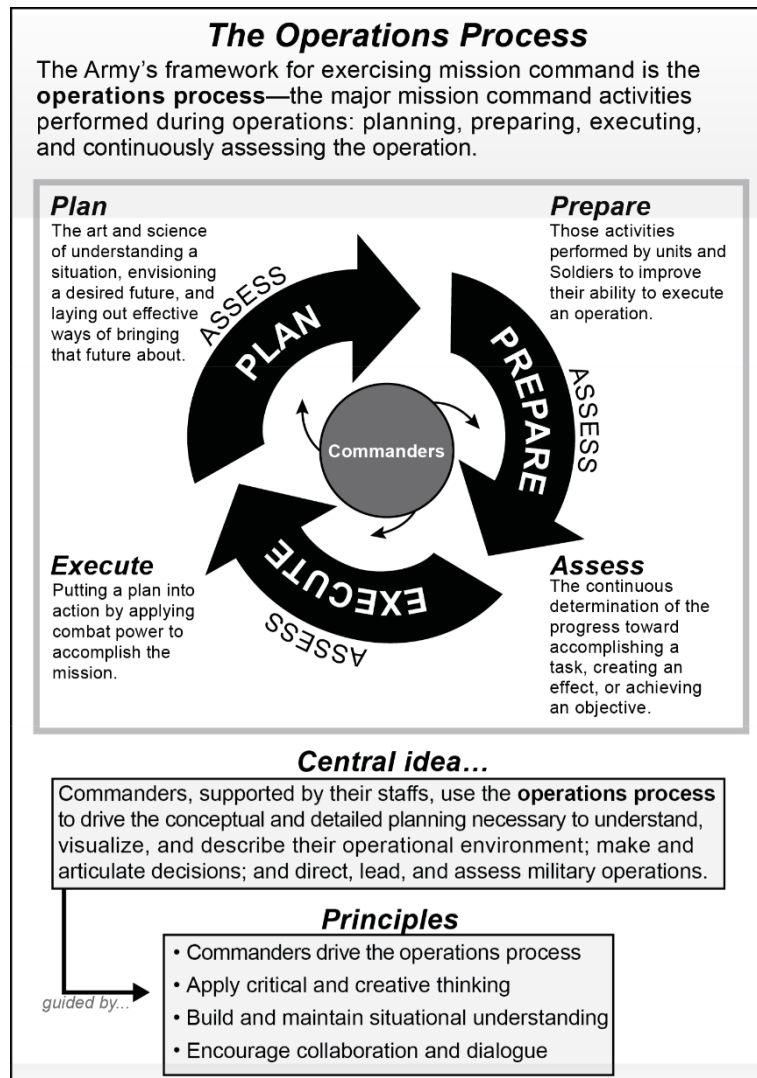 The Operations Process
The Army's framework for exercising mission command is the
operations process—the major mission command activities
performed during operations: planning, preparing, executing,
and continuously assessing the operation.
Plan
The art and science
of understanding a
situation, envisioning
a desired future, and
laying out effective
ways of bringing
that future about.
Prepare
Those activities
performed by units and
Soldiers to improve
their ability to execute
an operation.
ASSESS
PLAN
PREPARE
ASSESS
Commanders
EXECUTE
ASSESS
Execute
Putting a plan into
action by applying
combat power to
accomplish the
mission.
Assess
The continuous
determination of the
progress toward
accomplishing a
task, creating an
effect, or achieving
an objective.
Central idea…
Commanders, supported by their staffs, use the operations process
to drive the conceptual and detailed planning necessary to understand,
visualize, and describe their operational environment; make and
articulate decisions; and direct, lead, and assess military operations.
guided by...
Principles
• Commanders drive the operations process
• Apply critical and creative thinking
• Build and maintain situational understanding
• Encourage collaboration and dialogue